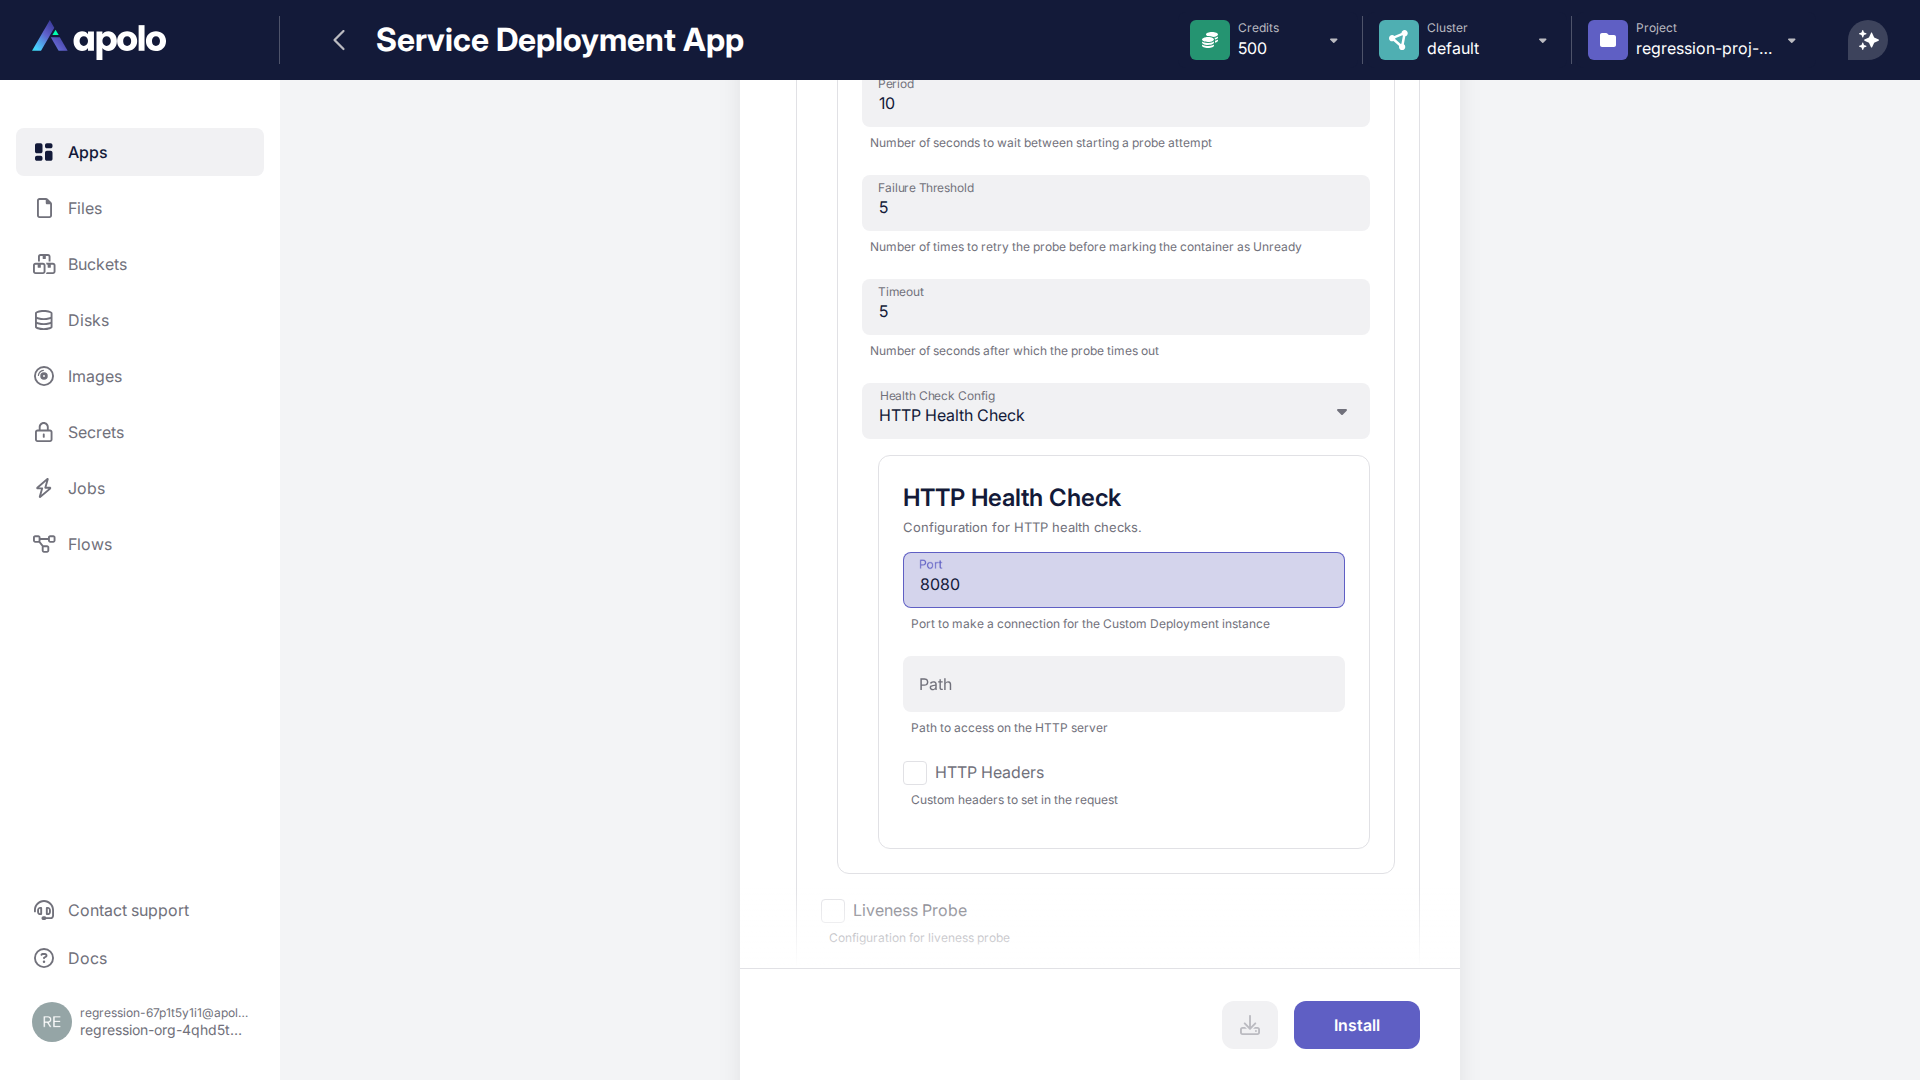 apolo
Service Deployment App
Credits
500
Cluster
default
Project
regression-proj-...
Apps
Files
Buckets
Disks
Images
Secrets
Jobs
Flows
Contact support
Docs
RE
regression-67p1t5y1i1@apol...
regression-org-4qhd5t...
Period
10
Number of seconds to wait between starting a probe attempt
Failure Threshold
5
Number of times to retry the probe before marking the container as Unready
Timeout
5
Number of seconds after which the probe times out
Health Check Config
HTTP Health Check
HTTP Health Check
Configuration for HTTP health checks.
Port
8080
Port to make a connection for the Custom Deployment instance
Path
Path to access on the HTTP server
HTTP Headers
Custom headers to set in the request
Liveness Probe
Configuration for liveness probe
Install